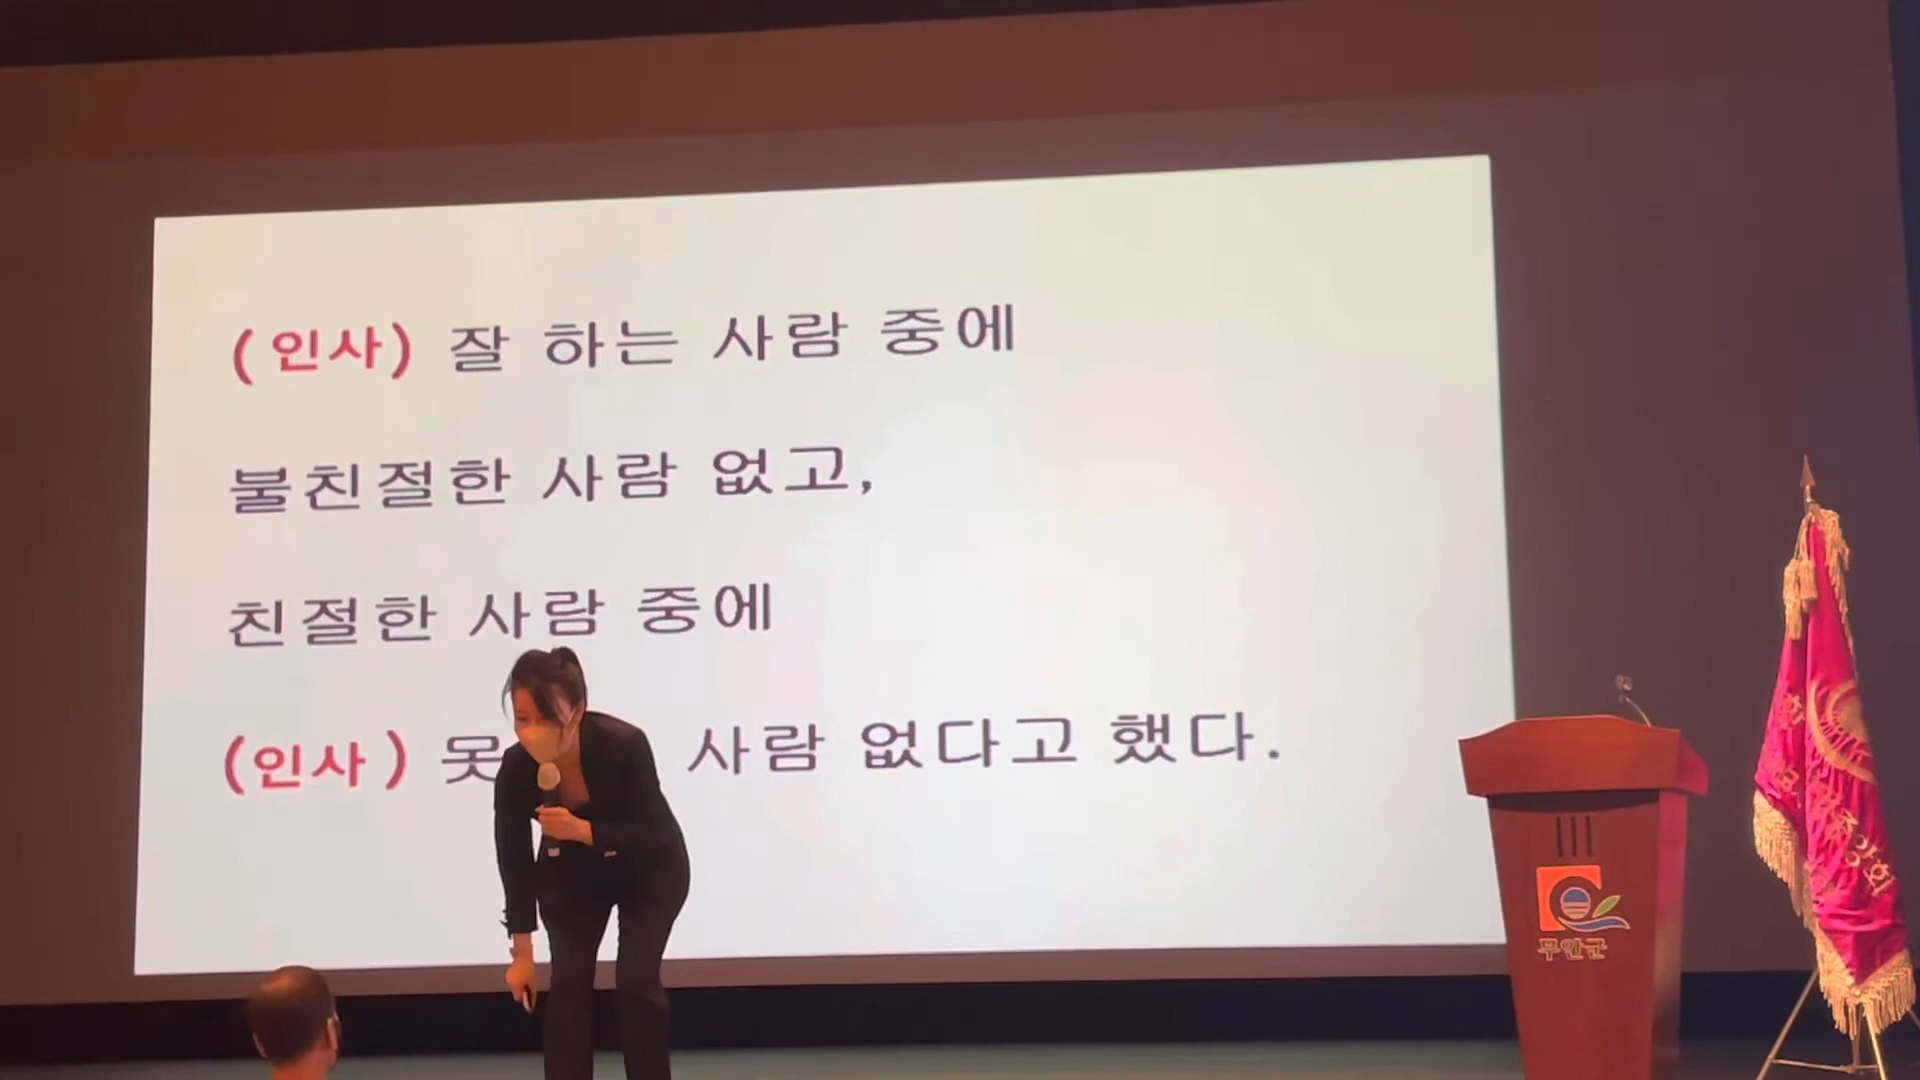 (인사) 잘 하는 사람 중에
불친절한 사람 없고,
친절한 사람 중에
(인사) 못 사람 없다고 했다.
무안군